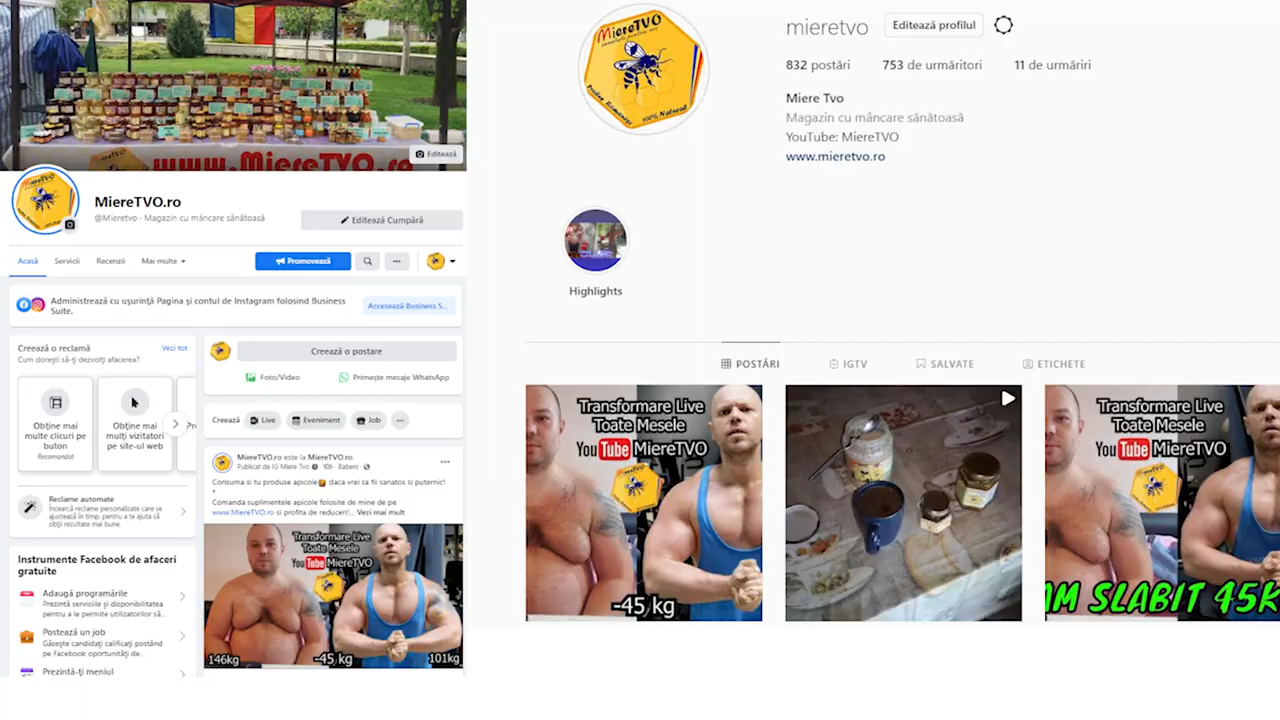 www.MiereTVO.ro
Editează
MiereTVO.ro
@Mieretvo · Magazin cu mâncare sănătoasă
Editează Cumpără
Acasă
Servicii
Recenzii
Mai multe
Promovează
Administrează cu ușurință Pagina și contul de Instagram folosind Business
Suite.
Accesează Business S...
Creează o reclamă
Vezi tot
Cum dorești să-ți dezvolți afacerea?
Obține mai
multe clicuri pe
buton
Recomandat
Obține mai
mulți vizitatori
pe site-ul web
Reclame automate
Încearcă reclame personalizate care se
ajustează în timp, pentru a te ajuta să
obții rezultate mai bune.
Instrumente Facebook de afaceri
gratuite
Adaugă programările
Prezintă serviciile și disponibilitatea
pentru a le permite utilizatorilor să...
Postează un job
Găsește candidați calificați postând
pe Facebook oportunități de...
Prezintă-ți meniul
Creează o postare
Foto/Video
Primește mesaje WhatsApp
Creează
Live
Eveniment
Job
MiereTVO.ro este la MiereTVO.ro.
Publicat de IG Miere Tvo · 10h · Babeni ·
Consuma si tu produse apicole daca vrei sa fii sanatos si puternic!
*
Comanda suplimentele apicole folosite de mine de pe
www.MiereTVO.ro si profita de reduceri!... Vezi mai mult
Transformare Live
Toate Mesele
YouTube MiereTVO
146kg
-45 kg
101kg
MiereTVO
Produs Românesc
100% Natural
mieretvo
Editează profilul
832 postări
753 de urmăritori
11 de urmăriri
Miere Tvo
Magazin cu mâncare sănătoasă
YouTube: MiereTVO
www.mieretvo.ro
Highlights
POSTĂRI
IGTV
SALVATE
ETICHETE
Transformare Live
Toate Mesele
YouTube MiereTVO
-45 kg
Transformare Live
Toate Mesele
YouTube MiereTVO
AM SLABIT 45K